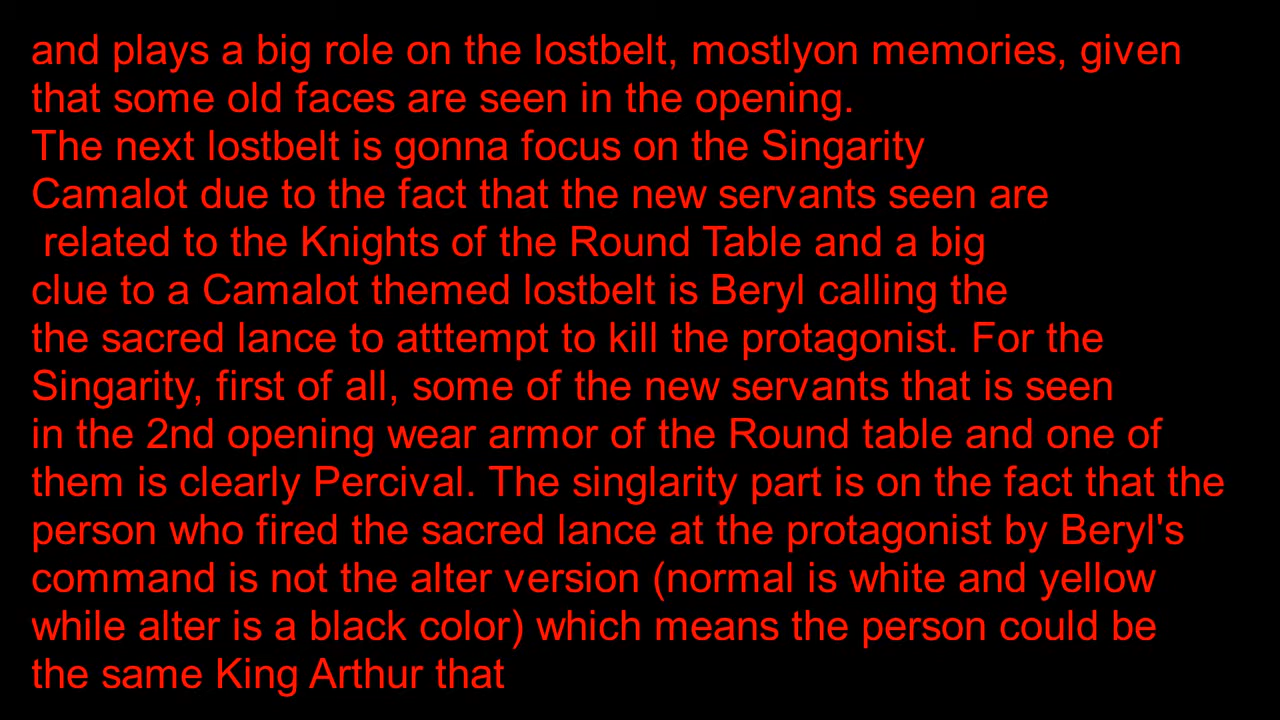 and plays a big role on the lostbelt, mostlyon memories, given
that some old faces are seen in the opening.
The next lostbelt is gonna focus on the Singarity
Camalot due to the fact that the new servants seen are
related to the Knights of the Round Table and a big
clue to a Camalot themed lostbelt is Beryl calling the
the sacred lance to atttempt to kill the protagonist. For the
Singarity, first of all, some of the new servants that is seen
in the 2nd opening wear armor of the Round table and one of
them is clearly Percival. The singlarity part is on the fact that the
person who fired the sacred lance at the protagonist by Beryl's
command is not the alter version (normal is white and yellow
while alter is a black color) which means the person could be
the same King Arthur that